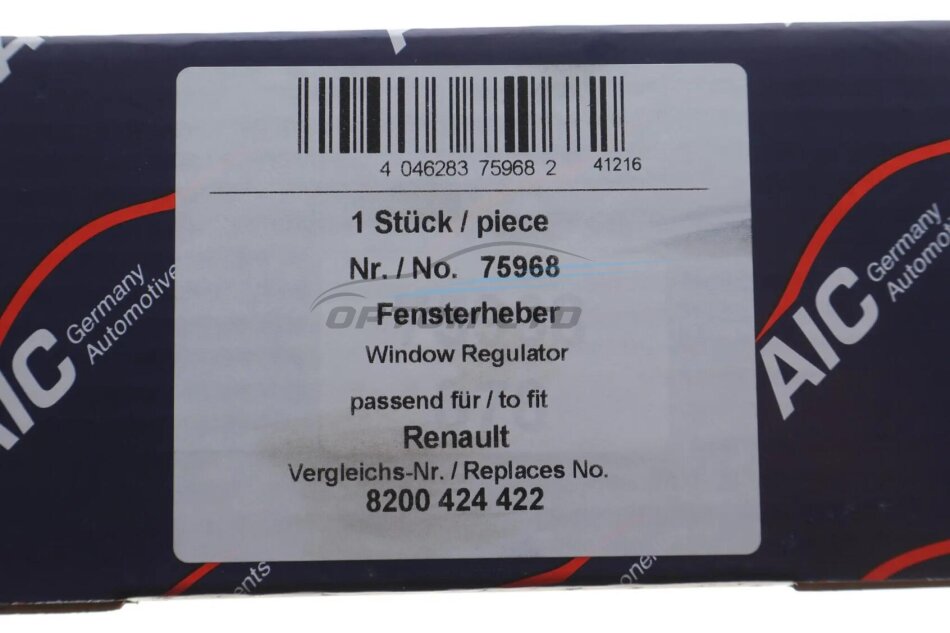 4 046283 75968 2 41216
1 Stück / piece
Nr. / No. 75968
Fensterheber
Window Regulator
passend für / to fit
Renault
Vergleichs-Nr. / Replaces No.
8200 424 422
AIC Germany
Automotive
AIC Germany
Automotive